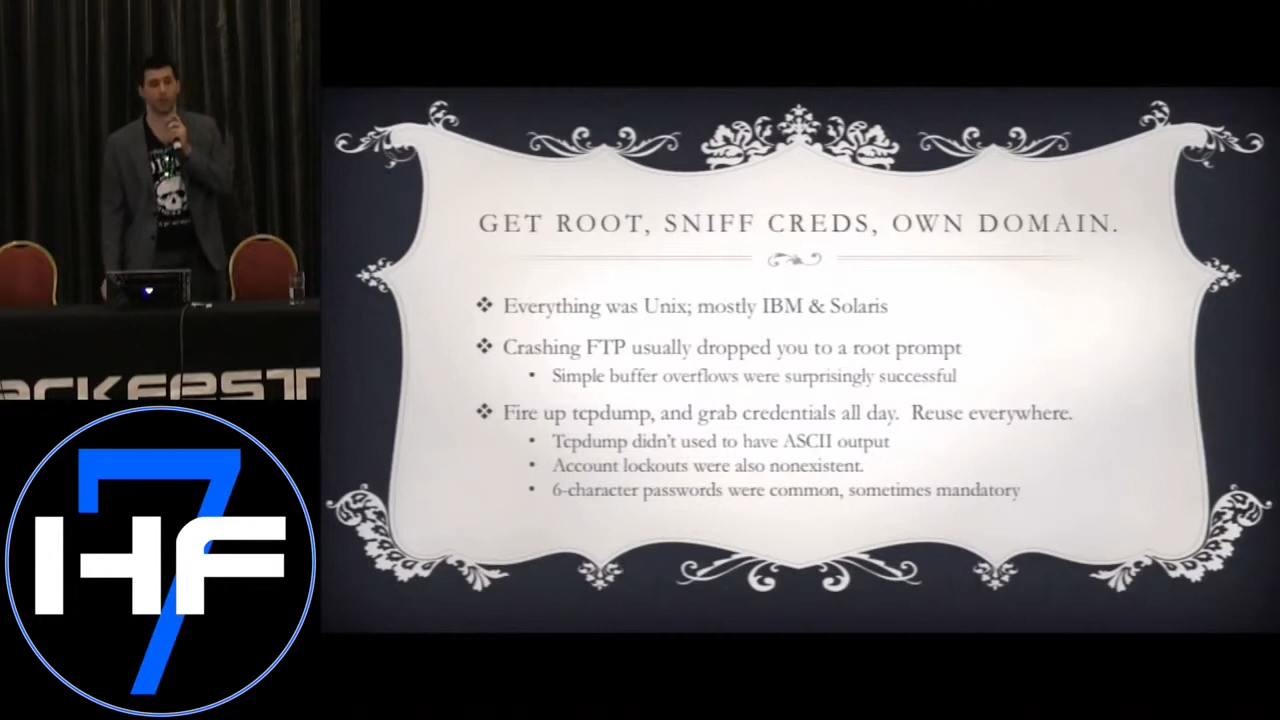 GET ROOT, SNIFF CREDS, OWN DOMAIN.
❖ Everything was Unix; mostly IBM & Solaris
❖ Crashing FTP usually dropped you to a root prompt
• Simple buffer overflows were surprisingly successful
❖ Fire up tcpdump, and grab credentials all day. Reuse everywhere.
• Tcpdump didn't used to have ASCII output
• Account lockouts were also nonexistent.
• 6-character passwords were common, sometimes mandatory
ackfest
7
HF